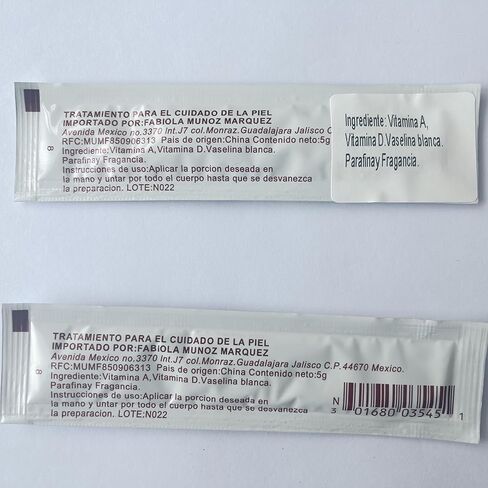 TRATAMIENTO PARA EL CUIDADO DE LA PIEL
IMPORTADO POR:FABIOLA MUNOZ MARQUEZ
Avenida Mexico no.3370 Int.J7 col.Monraz.Guadalajara Jalisco C
RFC:MUMF850906313 Pais de origen:China Contenido neto:5g
Ingrediente:Vitamina A,Vitamina D.Vaselina blanca.
Parafinay Fragancia.
Instrucciones de uso:Aplicar la porcion deseada en
la mano y untar por todo el cuerpo hasta que se desvanezca
la preparacion. LOTE:N022
8
Ingrediente: Vitamina A,
Vitamina D.Vaselina blanca.
Parafinay Fragancia.
TRATAMIENTO PARA EL CUIDADO DE LA PIEL
IMPORTADO POR:FABIOLA MUNOZ MARQUEZ
Avenida Mexico no.3370 Int.J7 col.Monraz.Guadalajara Jalisco C.P.44670 Mexico.
RFC:MUMF850906313 Pais de origen:China Contenido neto:5g
Ingrediente:Vitamina A,Vitamina D.Vaselina blanca.
Parafinay Fragancia.
Instrucciones de uso:Aplicar la porcion deseada en
la mano y untar por todo el cuerpo hasta que se desvanezca
la preparacion. LOTE:N022
8
N
3 01680 03545 1